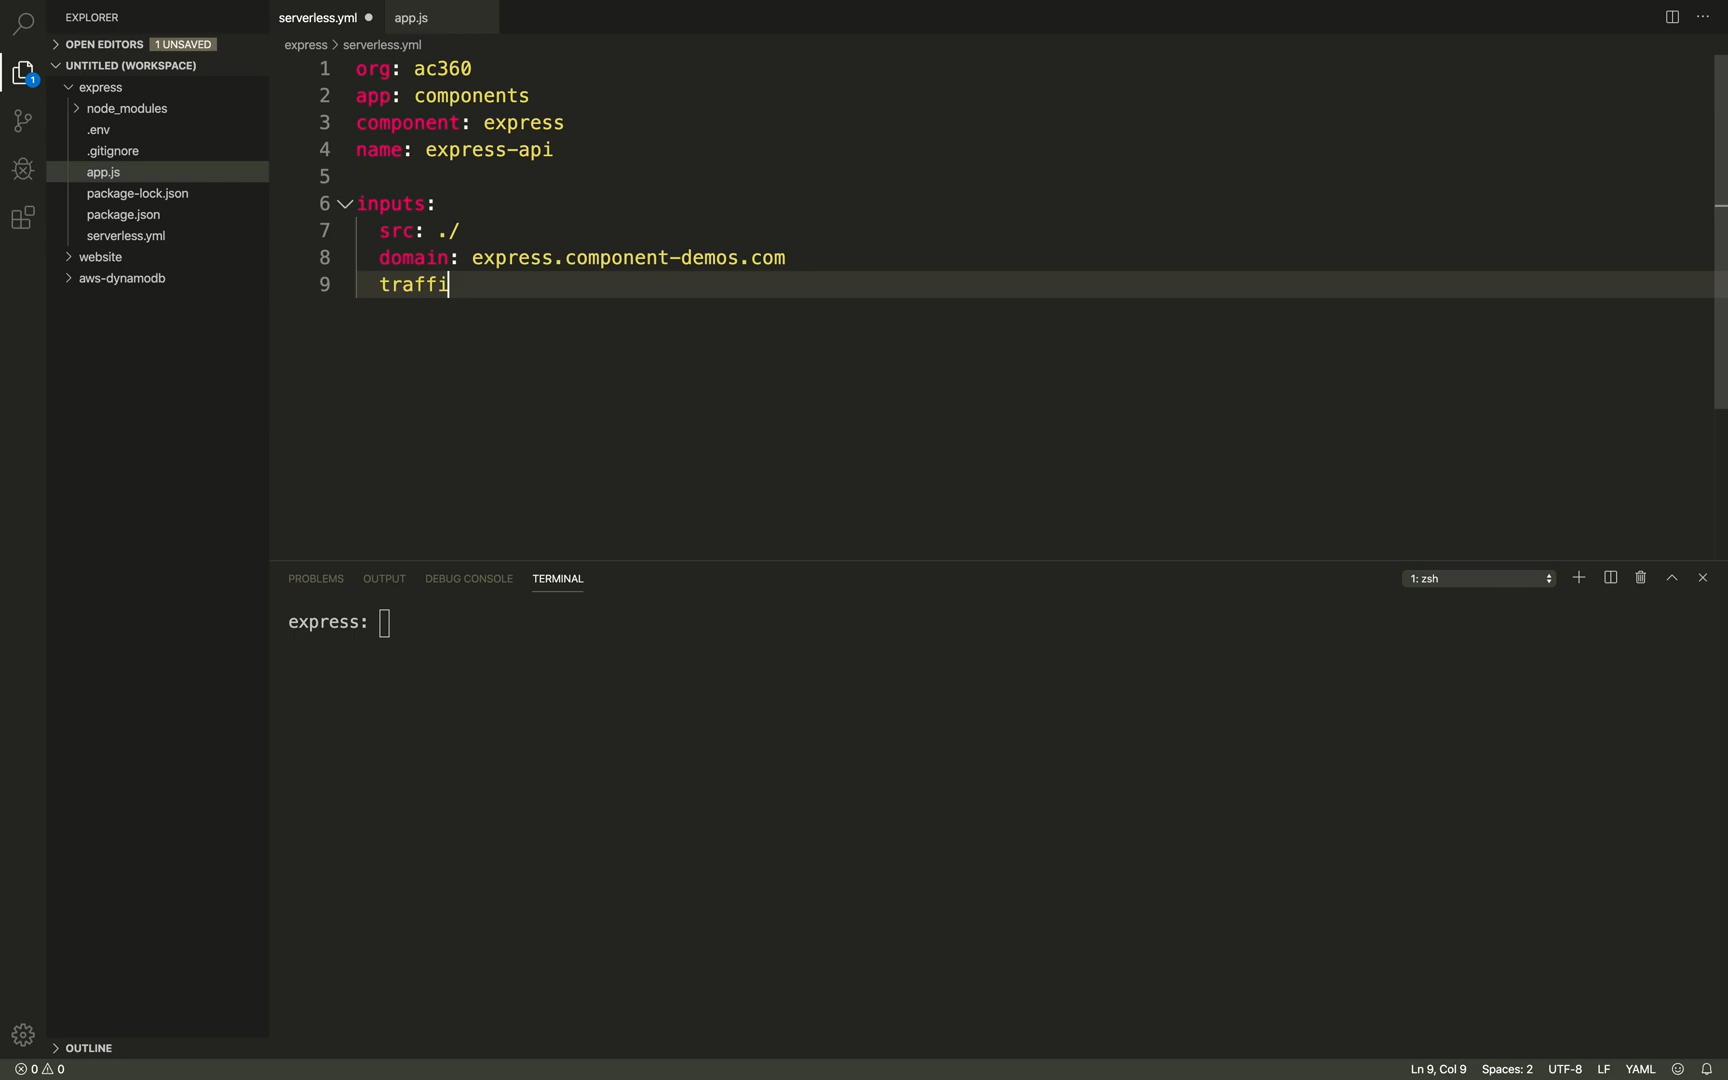 EXPLORER
OPEN EDITORS 1 UNSAVED
UNTITLED (WORKSPACE)
express
node_modules
.env
.gitignore
app.js
package-lock.json
package.json
serverless.yml
website
aws-dynamodb
OUTLINE
serverless.yml app.js
express serverless.yml
1 org: ac360
2 app: components
3 component: express
4 name: express-api
5
6 inputs:
7 src: ./
8 domain: express.component-demos.com
9 traffi
PROBLEMS OUTPUT DEBUG CONSOLE TERMINAL 1: zsh
express:
1
0 0 Ln 9, Col 9 Spaces: 2 UTF-8 LF YAML